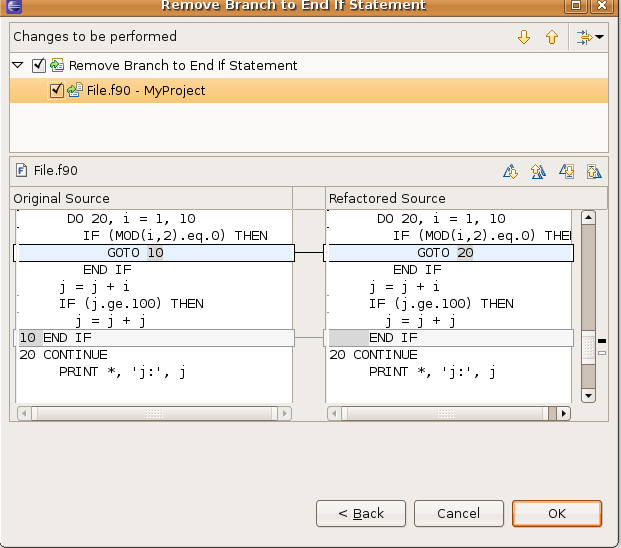 Remove Branch to End If Statement
Changes to be performed
Remove Branch to End If Statement
File.f90 - MyProject
File.f90
Original Source
DO 20, i = 1, 10
IF (MOD(i,2).eq.0) THEN
GOTO 10
END IF
j = j + i
IF (j.ge.100) THEN
j = j + j
10 END IF
20 CONTINUE
PRINT *, 'j:', j
Refactored Source
DO 20, i = 1, 10
IF (MOD(i,2).eq.0) THE
GOTO 20
END IF
j = j + i
IF (j.ge.100) THEN
j = j + j
END IF
20 CONTINUE
PRINT *, 'j:', j
< Back
Cancel
OK